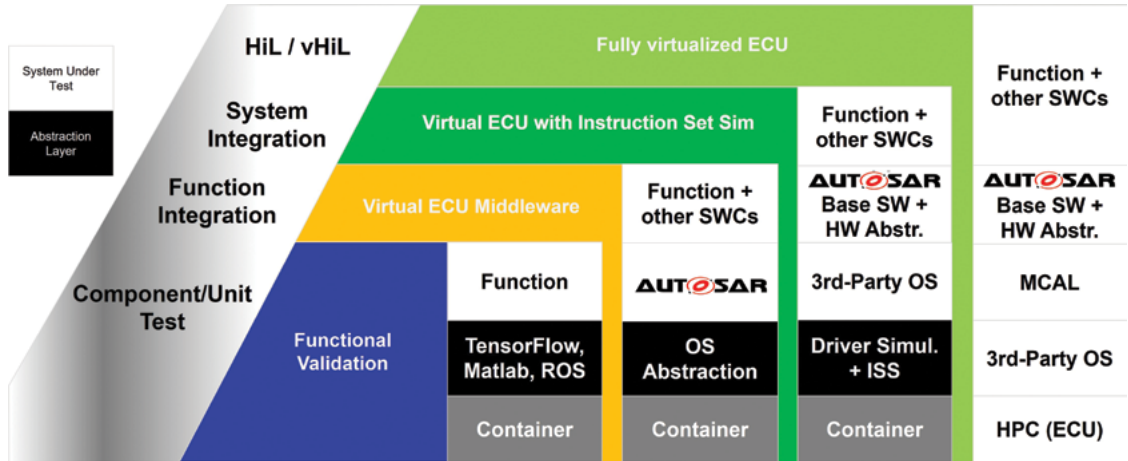 System Under
Test
Abstraction
Layer
HiL / vHiL
System
Integration
Function
Integration
Component/Unit
Test
Fully virtualized ECU
Virtual ECU with Instruction Set Sim
Virtual ECU Middleware
Functional
Validation
Function
TensorFlow,
Matlab, ROS
Container
Function +
other SWCs
AUTOSAR
OS
Abstraction
Container
Function +
other SWCs
AUTOSAR
Base SW +
HW Abstr.
3rd-Party OS
Driver Simul.
+ ISS
Container
Function +
other SWCs
AUTOSAR
Base SW +
HW Abstr.
MCAL
3rd-Party OS
HPC (ECU)